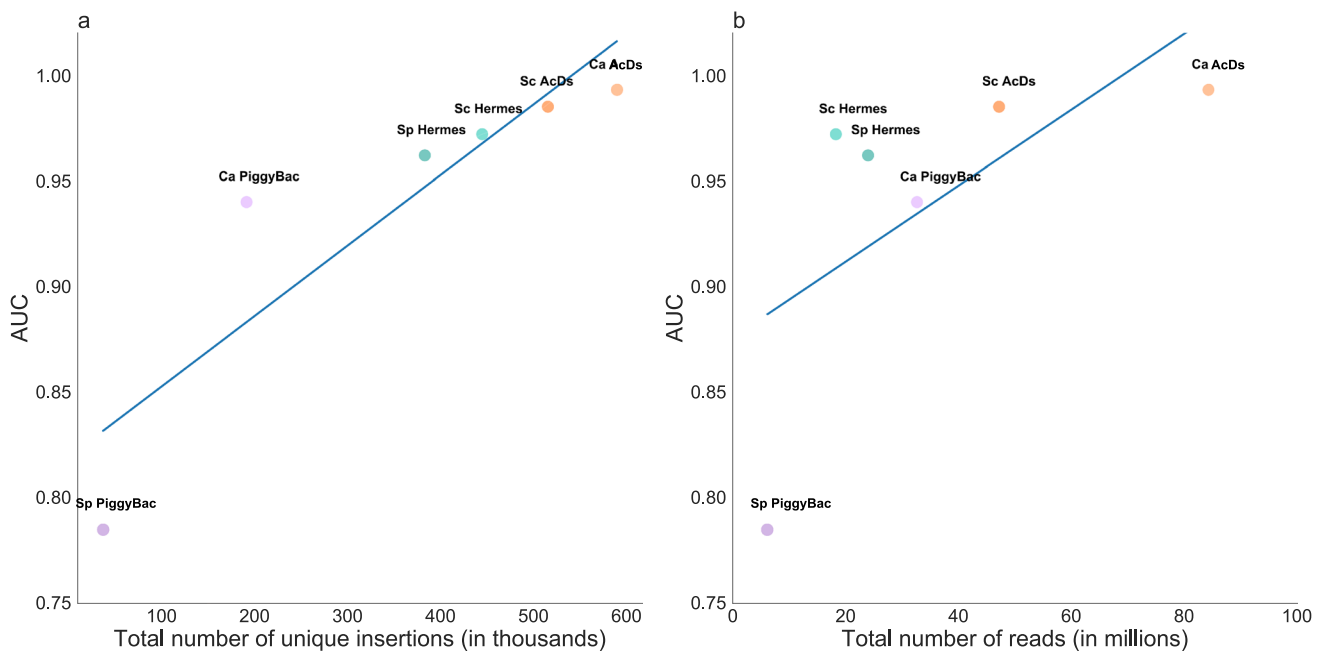 a
1.00
0.95
0.90
0.85
0.80
0.75
AUC
Ca AcDs
Sc AcDs
Sc Hermes
Sp Hermes
Ca PiggyBac
Sp PiggyBac
100 200 300 400 500 600
Total number of unique insertions (in thousands)
b
1.00
0.95
0.90
0.85
0.80
0.75
AUC
Ca AcDs
Sc AcDs
Sc Hermes
Sp Hermes
Ca PiggyBac
Sp PiggyBac
0 20 40 60 80 100
Total number of reads (in millions)